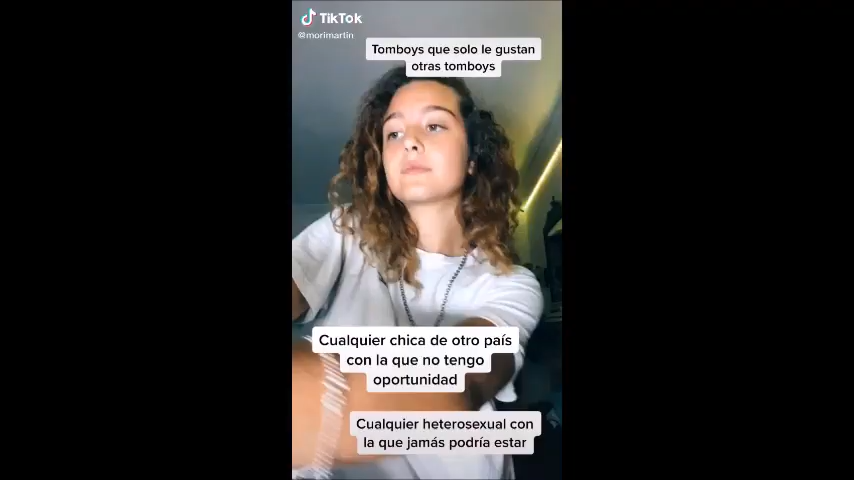 TikTok
@morimartin
Tomboys que solo le gustan
otras tomboys
Cualquier chica de otro país
con la que no tengo
oportunidad
Cualquier heterosexual con
la que jamás podría estar